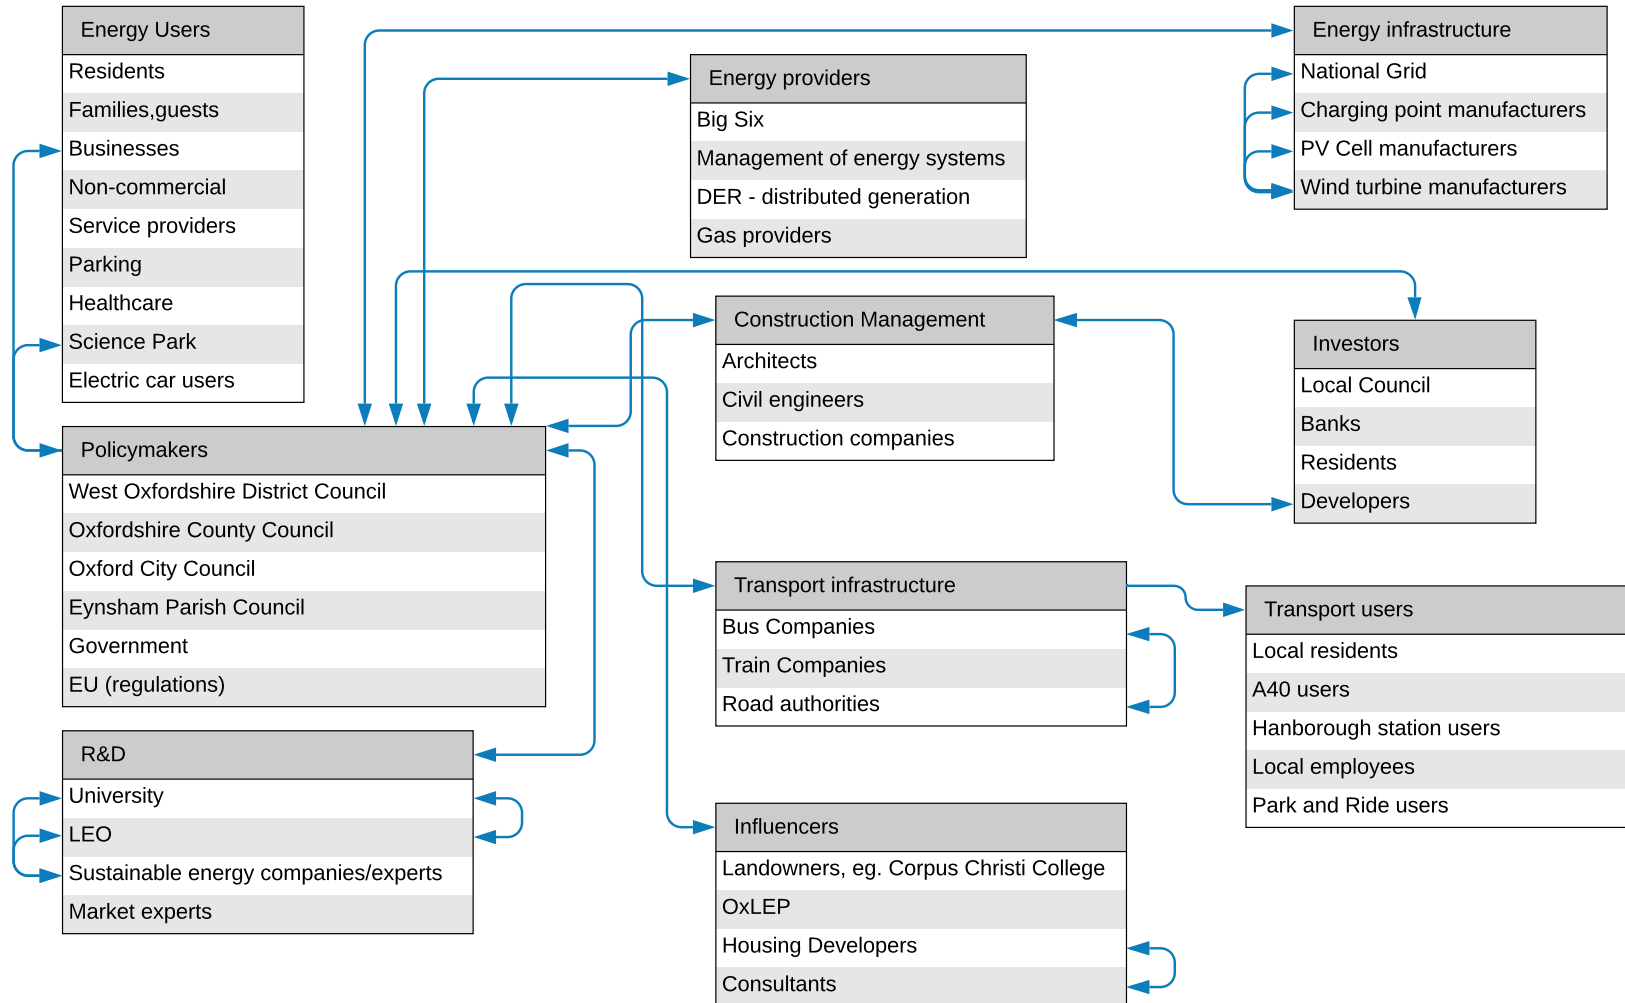 Energy Users
Residents
Families,guests
Businesses
Non-commercial
Service providers
Parking
Healthcare
Science Park
Electric car users
Energy providers
Big Six
Management of energy systems
DER - distributed generation
Gas providers
Energy infrastructure
National Grid
Charging point manufacturers
PV Cell manufacturers
Wind turbine manufacturers
Construction Management
Architects
Civil engineers
Construction companies
Investors
Local Council
Banks
Residents
Developers
Policymakers
West Oxfordshire District Council
Oxfordshire County Council
Oxford City Council
Eynsham Parish Council
Government
EU (regulations)
Transport infrastructure
Bus Companies
Train Companies
Road authorities
Transport users
Local residents
A40 users
Hanborough station users
Local employees
Park and Ride users
R&D
University
LEO
Sustainable energy companies/experts
Market experts
Influencers
Landowners, eg. Corpus Christi College
OxLEP
Housing Developers
Consultants